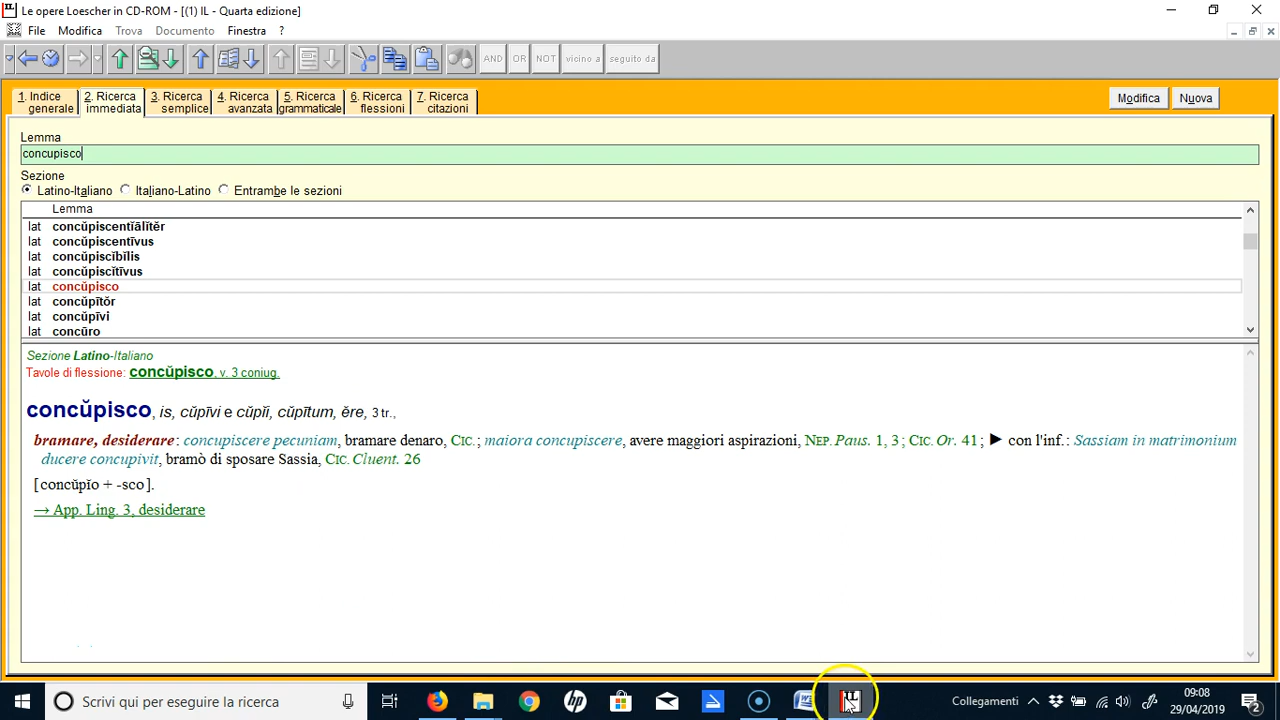 Le opere Loescher in CD-ROM - [(1) IL - Quarta edizione]
File Modifica Trova Documento Finestra ?
AND OR NOT vicino a seguito da
1. Indice generale 2. Ricerca immediata 3. Ricerca semplice 4. Ricerca avanzata 5. Ricerca grammaticale 6. Ricerca flessioni 7. Ricerca citazioni Modifica Nuova
Lemma
concupisco
Sezione
Latino-Italiano Italiano-Latino Entrambe le sezioni
Lemma
lat concŭpiscentĭālĭtĕr
lat concŭpiscentīvus
lat concŭpiscĭbĭlis
lat concŭpiscĭtīvus
lat concŭpisco
lat concŭpītŏr
lat concŭpīvi
lat concūro
Sezione Latino-Italiano
Tavole di flessione: concŭpisco, v. 3 coniug.
concŭpisco, is, cŭpīvi e cŭpĭī, cŭpītum, ĕre, 3 tr.,
bramare, desiderare: concupiscere pecuniam, bramare denaro, CIC.; maiora concupiscere, avere maggiori aspirazioni, NEP. Paus. 1, 3; CIC. Or. 41; ► con l'inf.: Sassiam in matrimonium
ducere concupivit, bramò di sposare Sassia, CIC. Cluent. 26
[concŭpĭo + -sco].
→ App. Ling. 3, desiderare
Scrivi qui per eseguire la ricerca
Collegamenti
09:08
29/04/2019
2